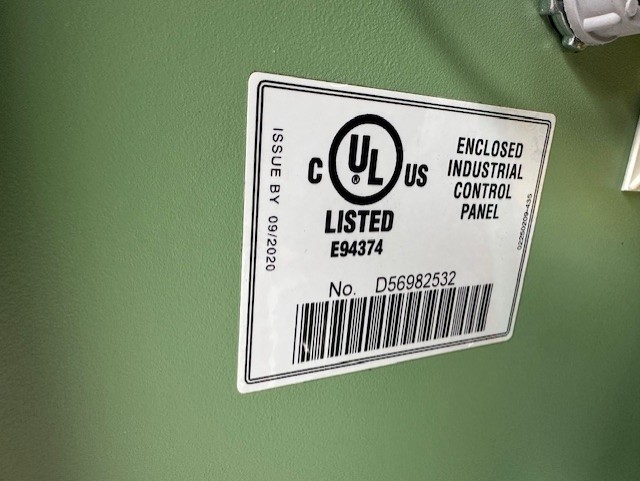 ISSUE BY 09/2020
C UL ® US
LISTED
E94374
ENCLOSED
INDUSTRIAL
CONTROL
PANEL
No. D56982532